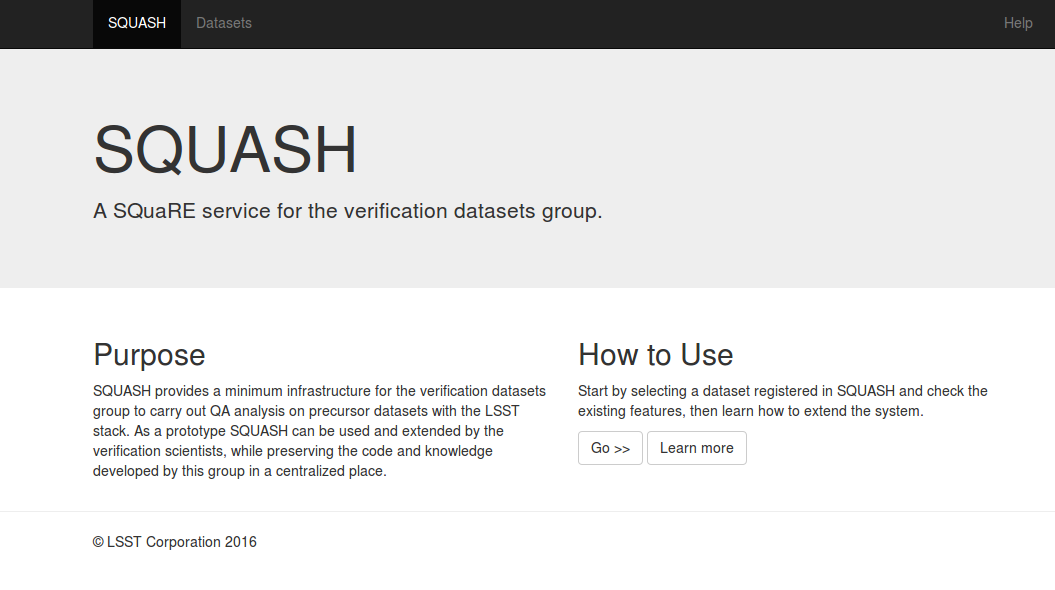 SQUASH Datasets Help
SQUASH
A SQuaRE service for the verification datasets group.
Purpose
SQUASH provides a minimum infrastructure for the verification datasets
group to carry out QA analysis on precursor datasets with the LSST
stack. As a prototype SQUASH can be used and extended by the
verification scientists, while preserving the code and knowledge
developed by this group in a centralized place.
How to Use
Start by selecting a dataset registered in SQUASH and check the
existing features, then learn how to extend the system.
Go >> Learn more
© LSST Corporation 2016